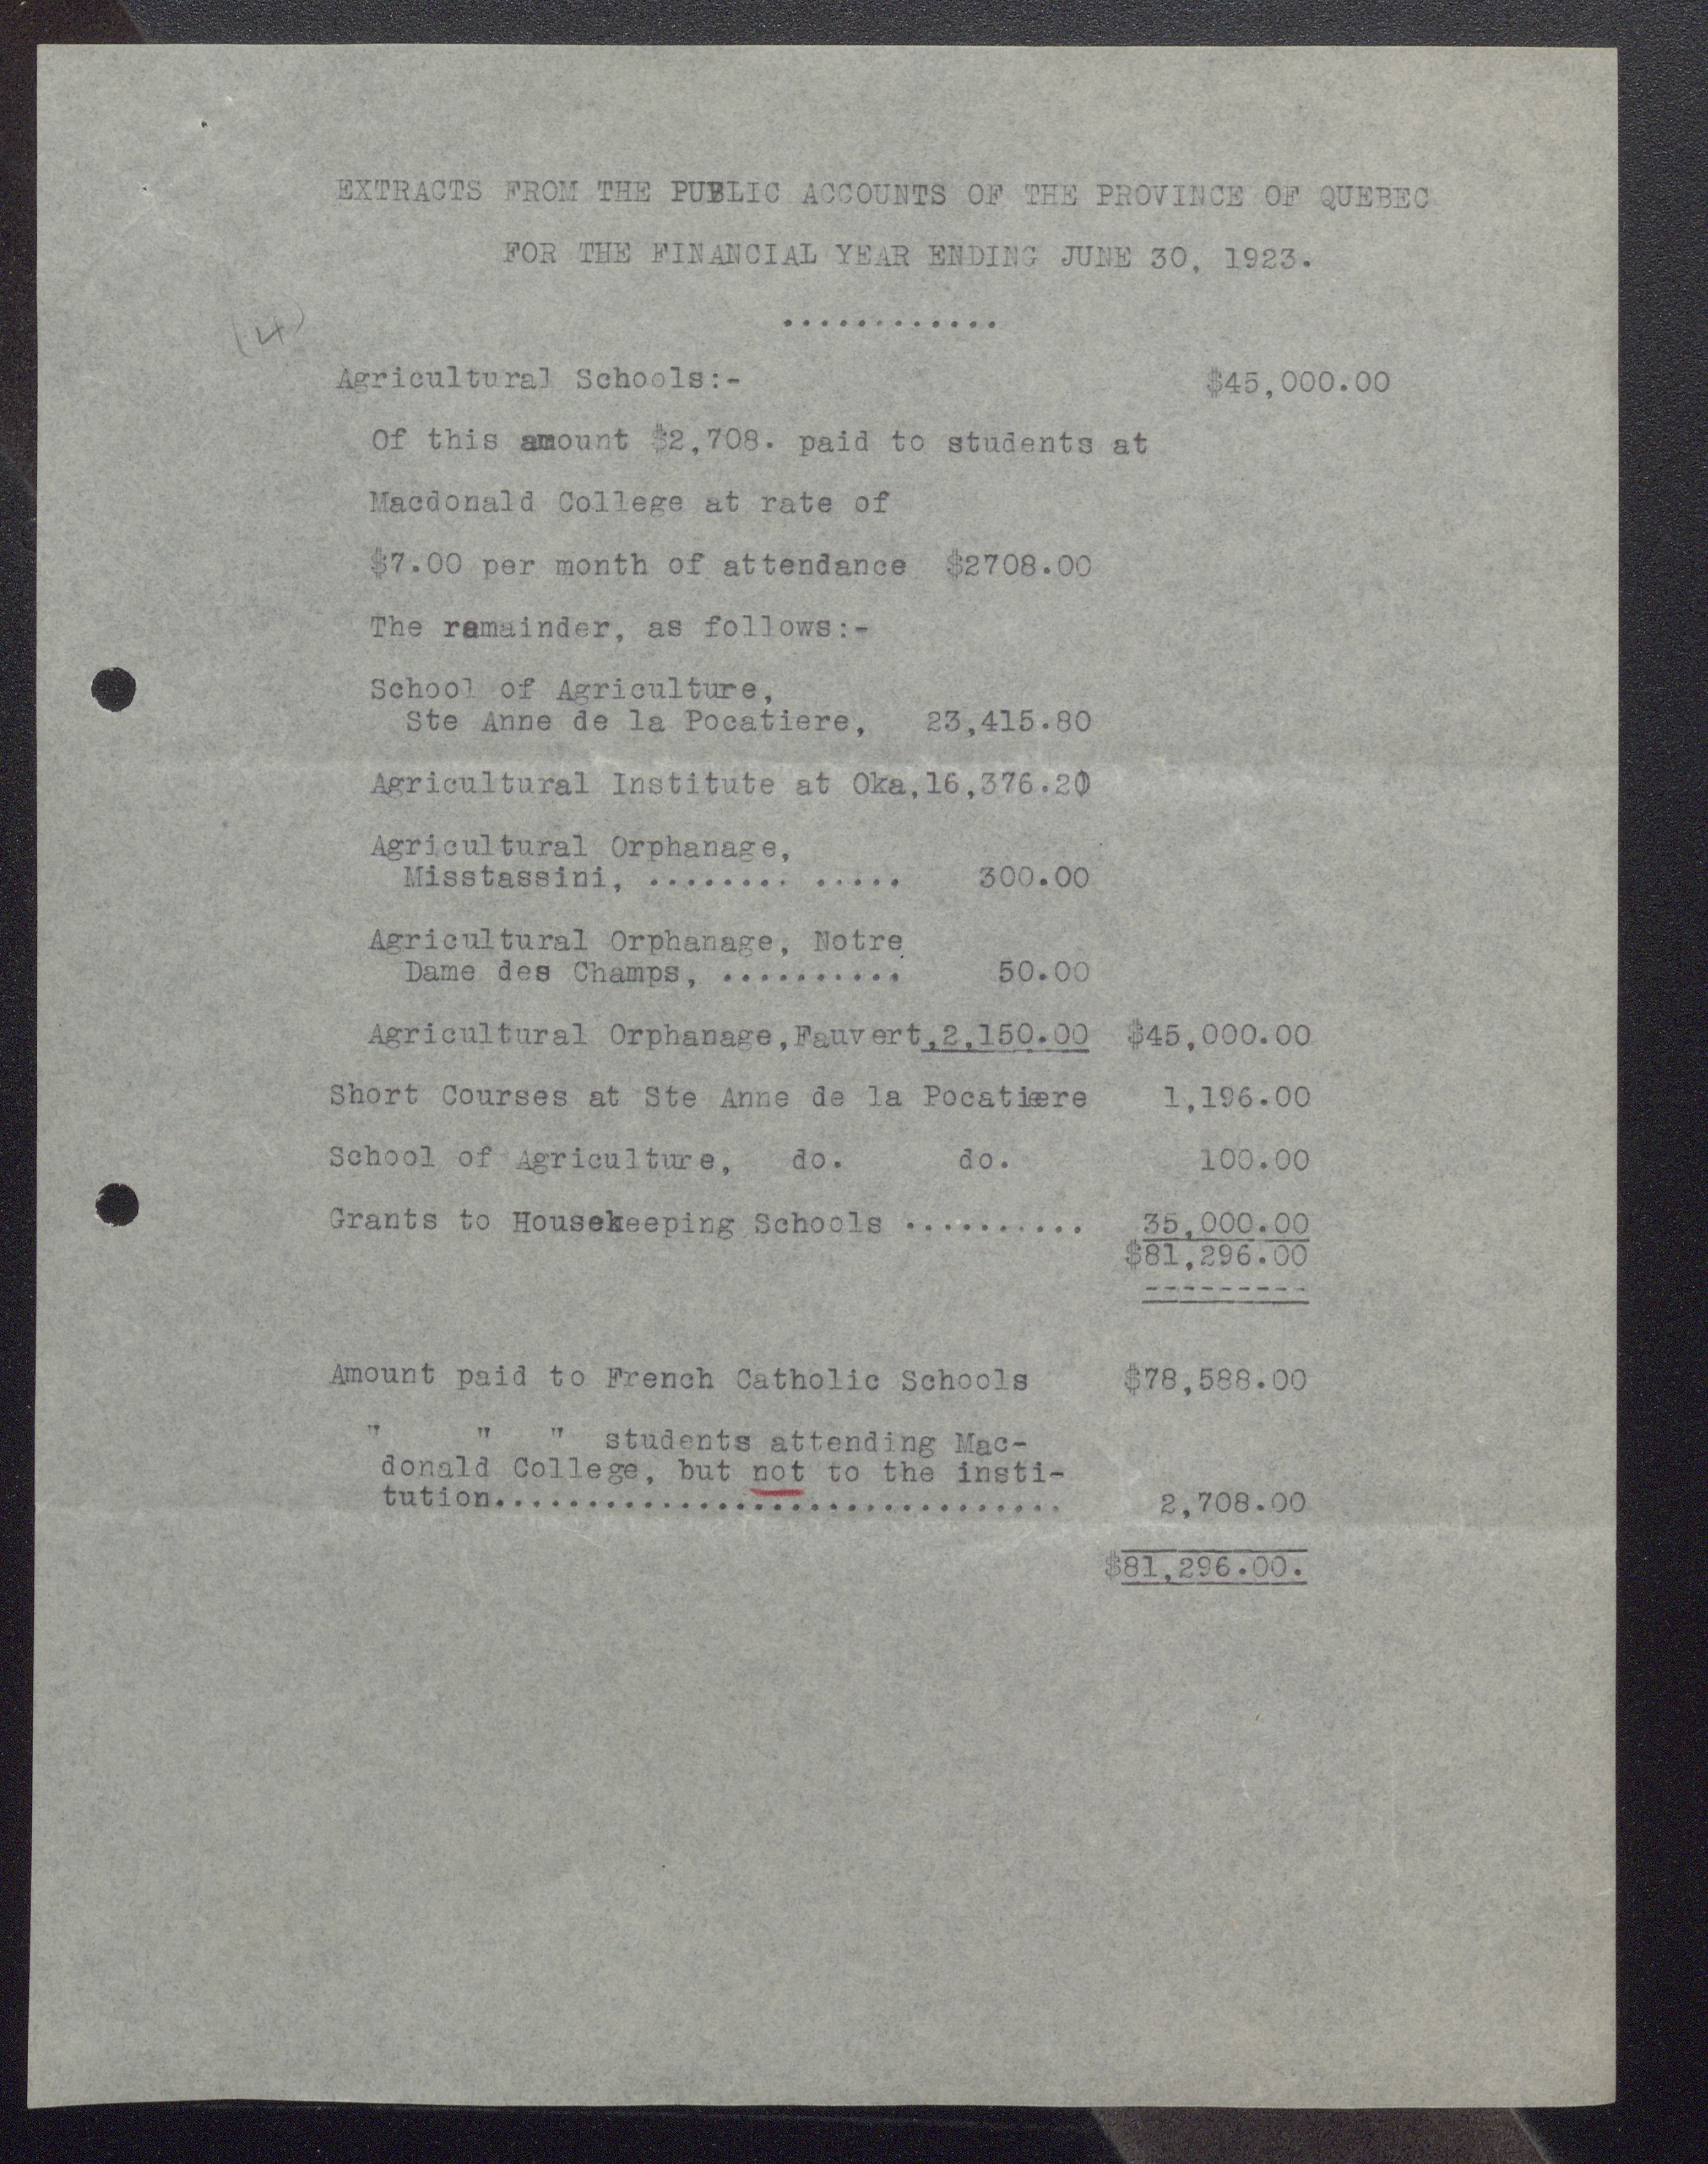 EXTRACTS FROM THE PUBLIC ACCOUNTS OF THE PROVINCE OF QUEBEC
FOR THE FINANCIAL YEAR ENDING JUNE 30, 1923.
............
(4)
Agricultural Schools:- $45,000.00
Of this amount $2,708. paid to students at
Macdonald College at rate of
$7.00 per month of attendance $2708.00
The remainder, as follows:-
School of Agriculture,
Ste Anne de la Pocatiere, 23,415.80
Agricultural Institute at Oka,16,376.20
Agricultural Orphanage,
Misstassini, ........ ..... 300.00
Agricultural Orphanage, Notre
Dame des Champs, .......... 50.00
Agricultural Orphanage,Fauvert,2,150.00 $45,000.00
Short Courses at Ste Anne de la Pocatiere 1,196.00
School of Agriculture, do. do. 100.00
Grants to Housekeeping Schools .......... 35,000.00
$81,296.00
---------
Amount paid to French Catholic Schools $78,588.00
" " " students attending Mac-
donald College, but not to the insti-
tution............................... 2,708.00
$81,296.00.